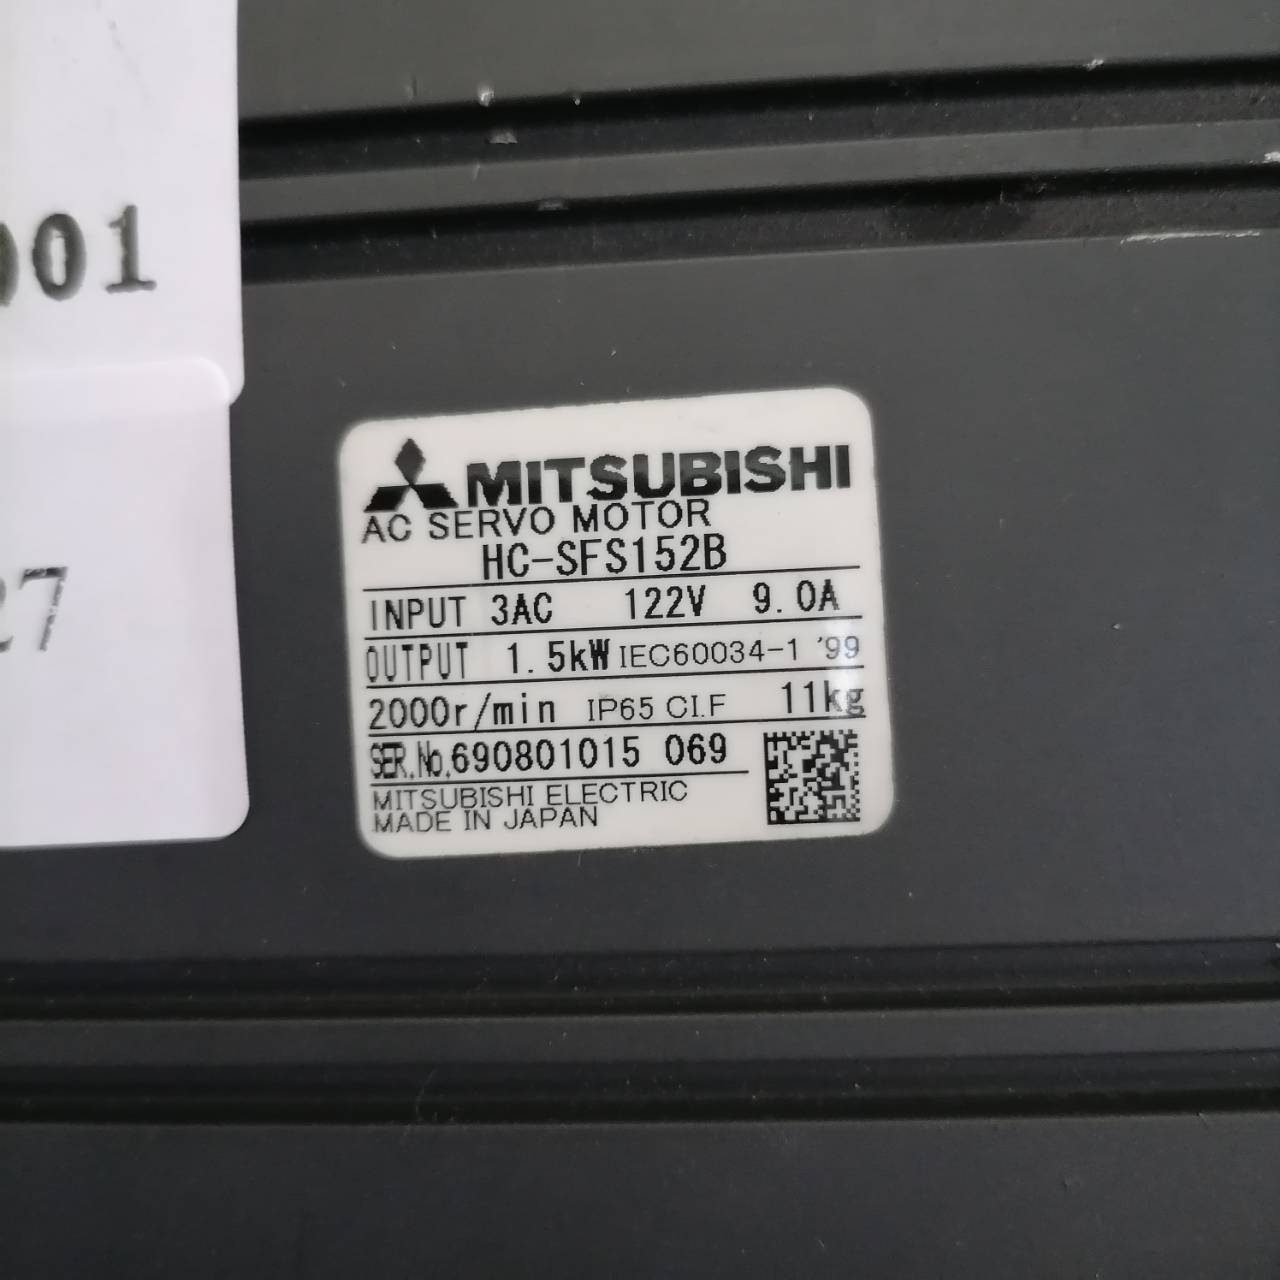 001
27
MITSUBISHI
AC SERVO MOTOR
HC-SFS152B
INPUT 3AC 122V 9.0A
OUTPUT 1.5kW IEC60034-1 '99
2000r/min IP65 CI.F 11kg
SER.No.690801015 069
MITSUBISHI ELECTRIC
MADE IN JAPAN